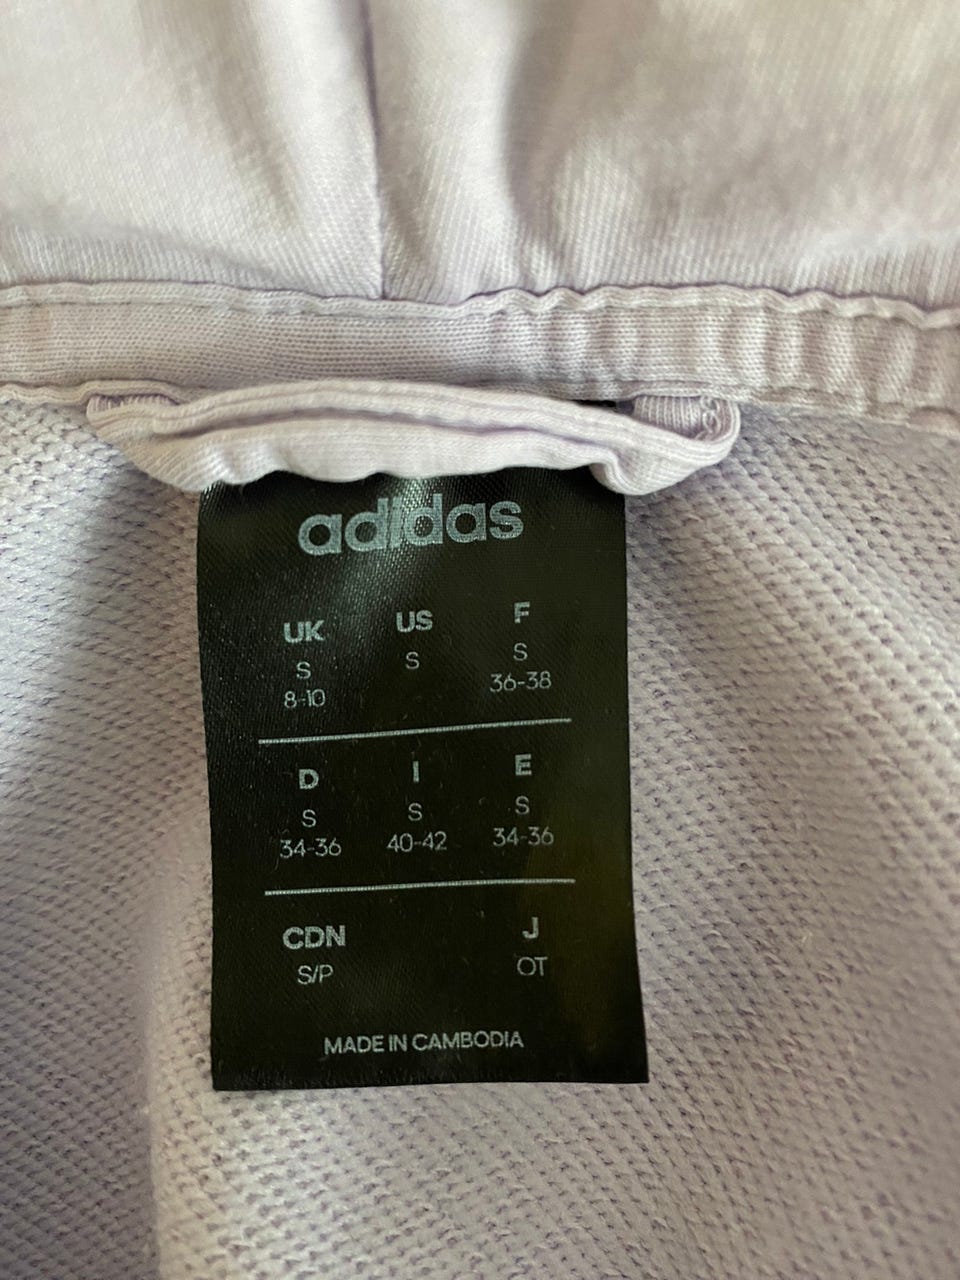 adidas
UK US F
S S S
8-10 36-38
D I E
S S S
34-36 40-42 34-36
CDN J
S/P OT
MADE IN CAMBODIA